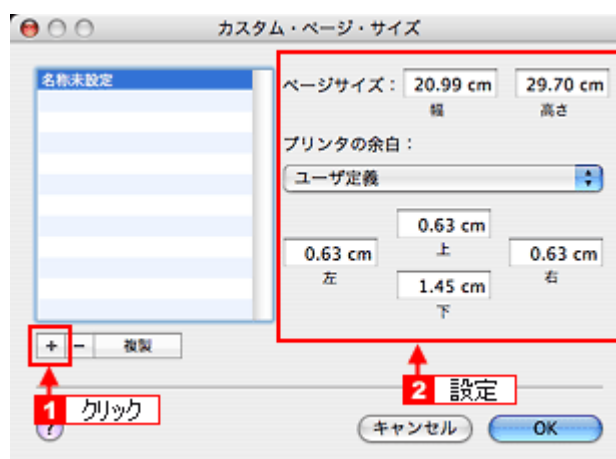 カスタム・ページ・サイズ
名称未設定
ページサイズ： 20.99 cm 29.70 cm
幅 高さ
プリンタの余白：
ユーザ定義
0.63 cm
上
0.63 cm 0.63 cm
左 右
1.45 cm
下
+ - 複製
1 クリック
2 設定
?
キャンセル OK